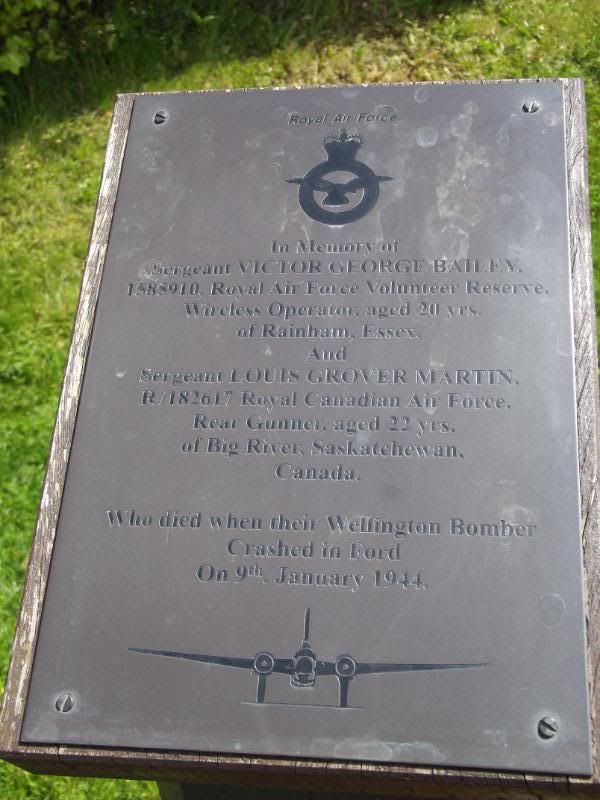 Royal Air Force
In Memory of
Sergeant VICTOR GEORGE BAILEY.
1585910. Royal Air Force Volunteer Reserve.
Wireless Operator. aged 20 yrs.
of Rainham, Essex.
And
Sergeant LOUIS GROVER MARTIN.
R/182617 Royal Canadian Air Force.
Rear Gunner. aged 22 yrs.
of Big River, Saskatchewan,
Canada.
Who died when their Wellington Bomber
Crashed in Ford
On 9th. January 1944.